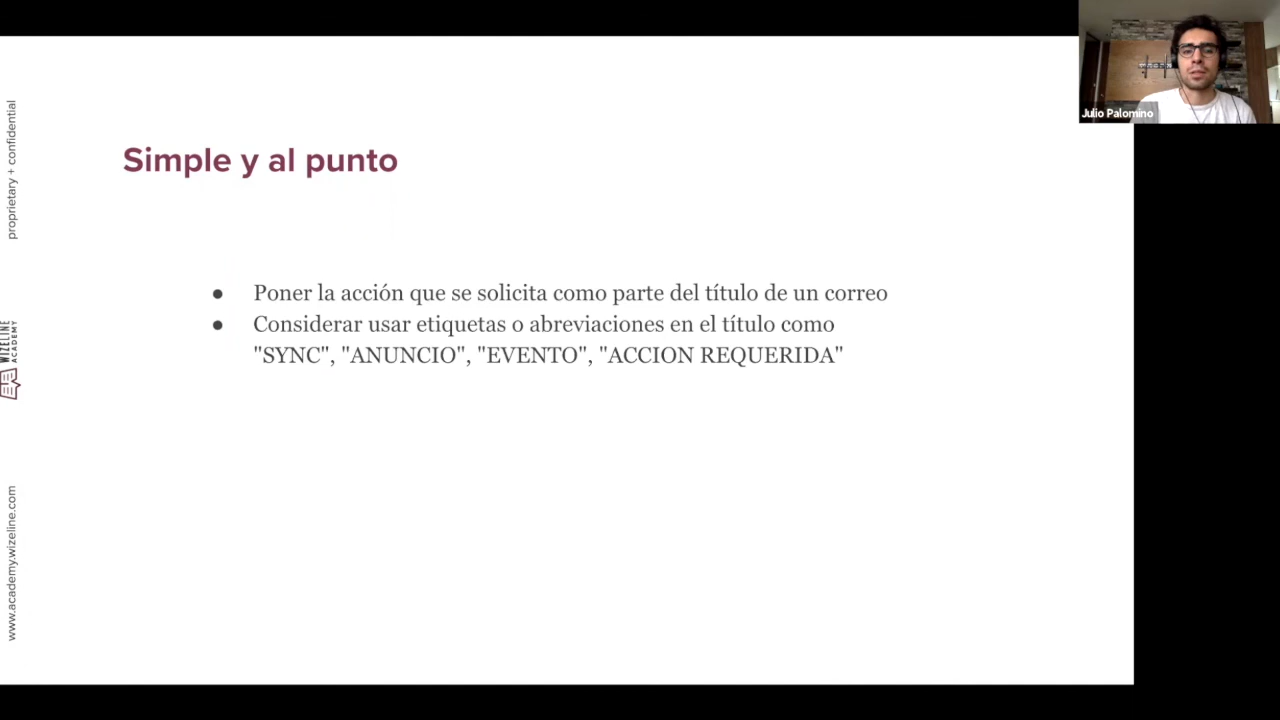 Julio Palomino
proprietary + confidential
WIZELINE
ACADEMY
www.academy.wizeline.com
Simple y al punto
● Poner la acción que se solicita como parte del título de un correo
● Considerar usar etiquetas o abreviaciones en el título como
"SYNC", "ANUNCIO", "EVENTO", "ACCION REQUERIDA"